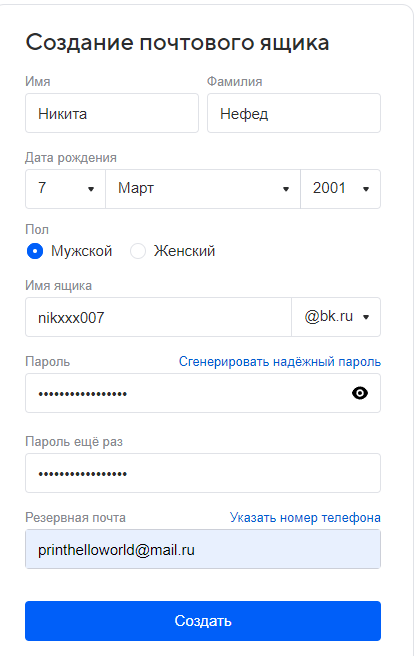 Создание почтового ящика
Имя Фамилия
Никита Нефед
Дата рождения
7 Март 2001
Пол
Мужской Женский
Имя ящика
nikxxx007 @bk.ru
Пароль Сгенерировать надёжный пароль
•••••••••••••••••
Пароль ещё раз
•••••••••••••••••
Резервная почта Указать номер телефона
printhelloworld@mail.ru
Создать